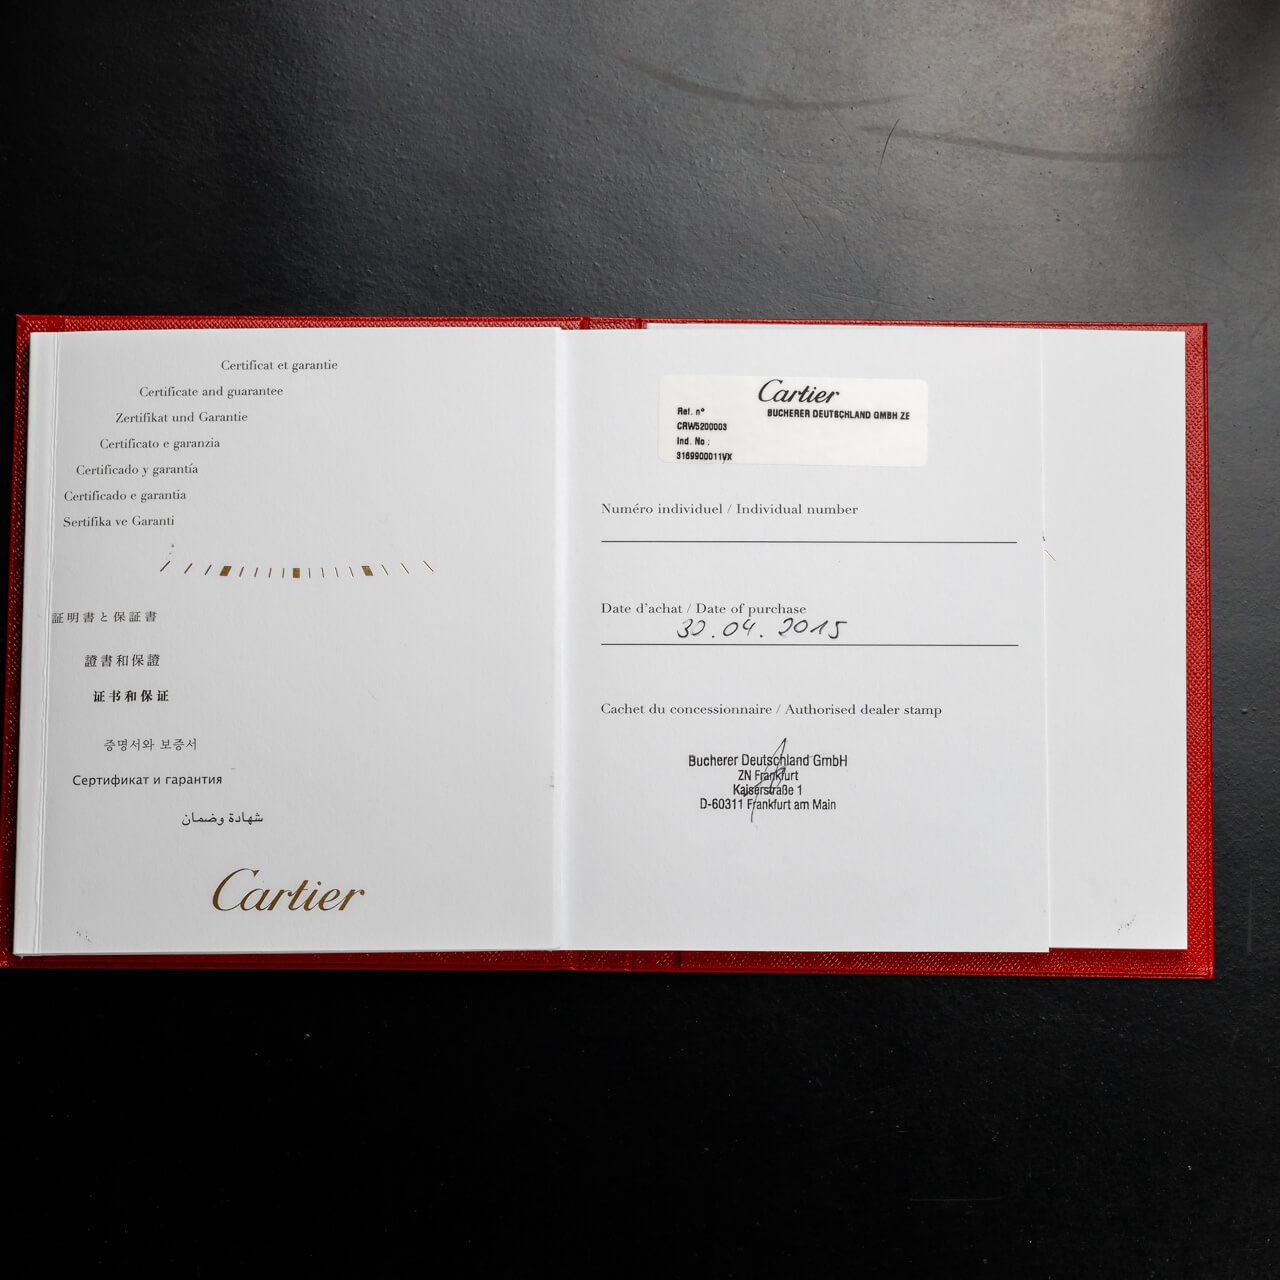 Certificat et garantie
Certificate and guarantee
Zertifikat und Garantie
Certificato e garanzia
Certificado y garantía
Certificado e garantia
Sertifika ve Garanti
証明書と保証書
證書和保證
证书和保证
증명서와 보증서
Сертификат и гарантия
شهادة وضمان
Cartier
Cartier
Ref. n°
BUCHERER DEUTSCHLAND GMBH ZE
CRW5200003
Ind. No :
3169900011VX
Numéro individuel / Individual number
Date d'achat / Date of purchase
30.04.2015
Cachet du concessionnaire / Authorised dealer stamp
Bucherer Deutschland GmbH
ZN Frankfurt
Kaiserstraße 1
D-60311 Frankfurt am Main